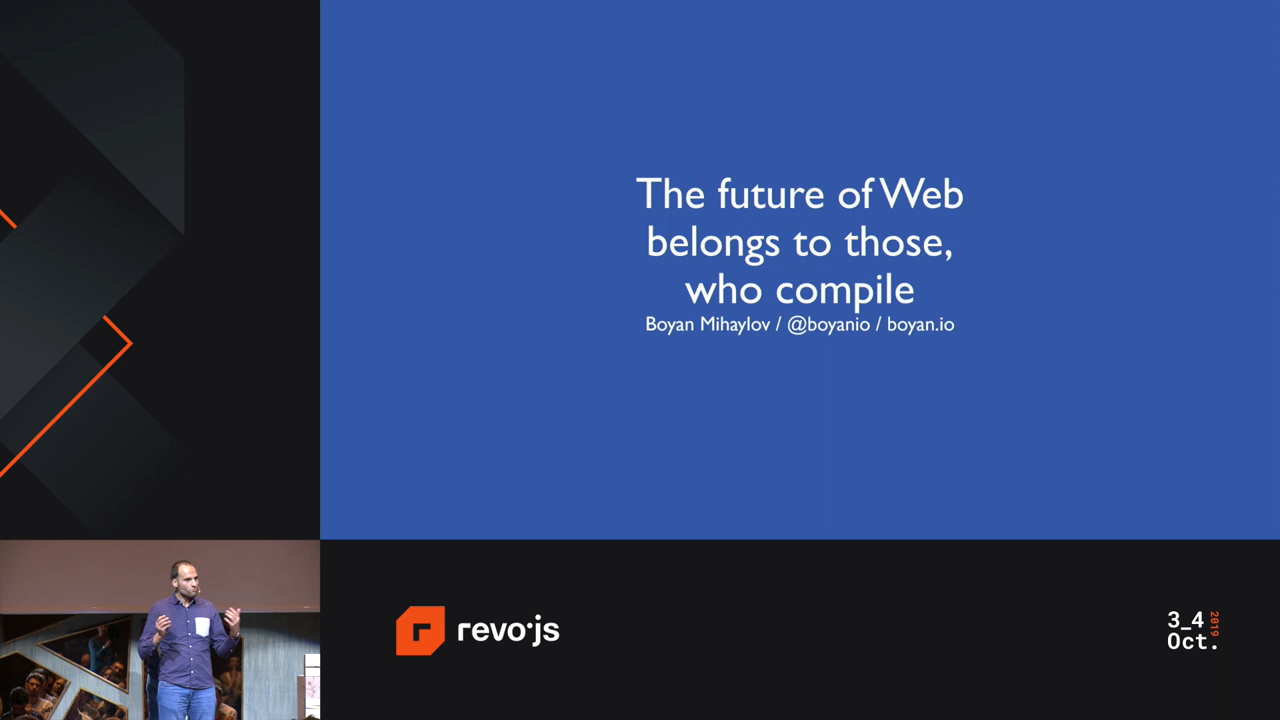 The future of Web
belongs to those,
who compile
Boyan Mihaylov / @boyanio / boyan.io
r revo·js
3_4 2019
Oct.